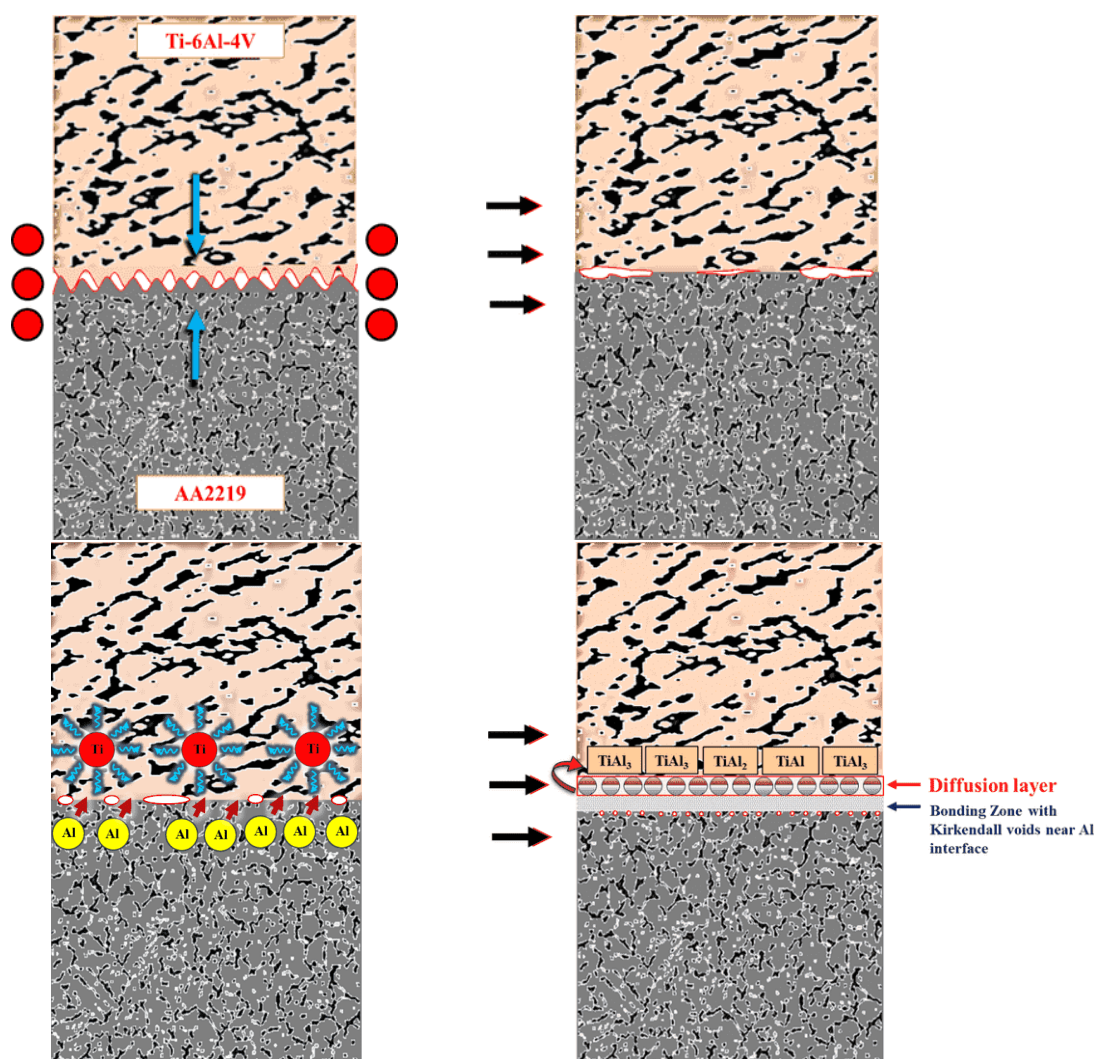 Ti-6Al-4V
AA2219
Ti
Ti
Ti
Al
Al
Al
Al
Al
Al
Al
TiAl₃
TiAl₃
TiAl₂
TiAl
TiAl₃
Diffusion layer
Bonding Zone with
Kirkendall voids near Al
interface